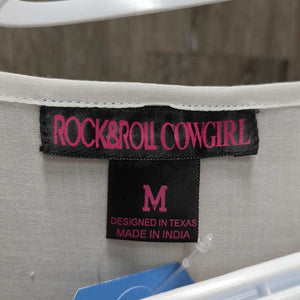 ROCK&ROLL COWGIRL
M
DESIGNED IN TEXAS
MADE IN INDIA